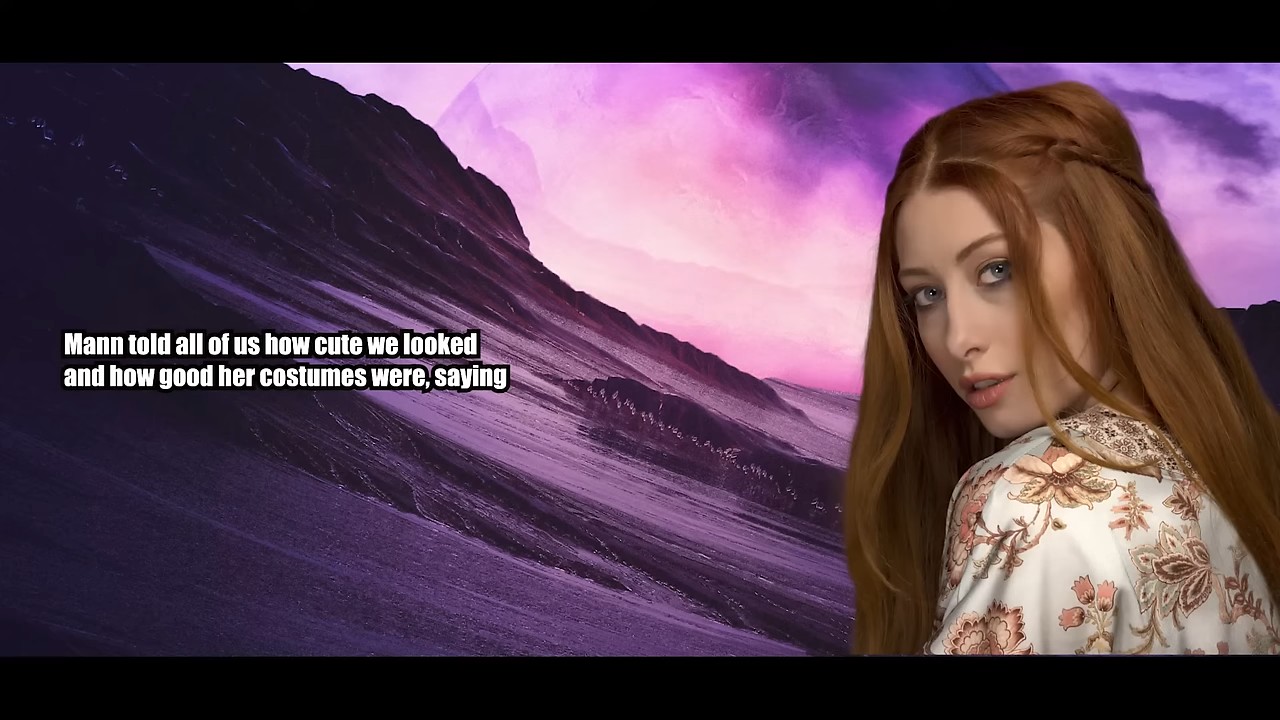 Mann told all of us how cute we looked
and how good her costumes were, saying